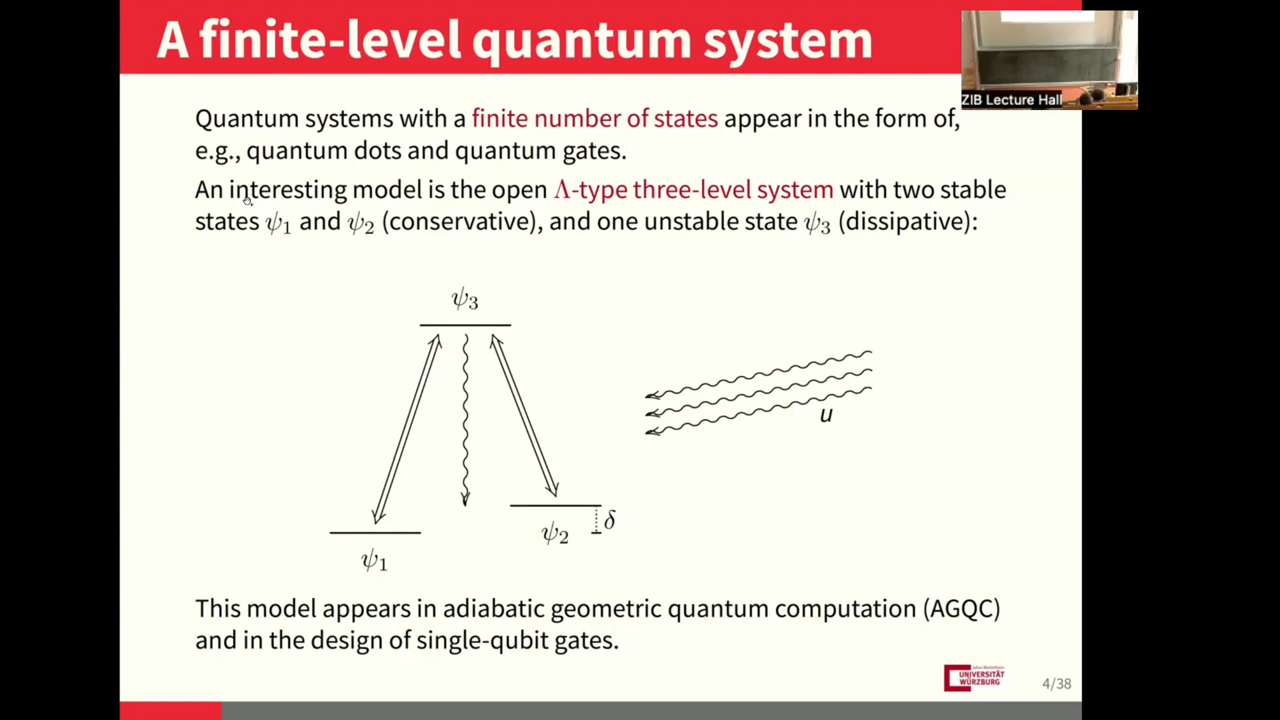 A finite-level quantum system
ZIB Lecture Hall
Quantum systems with a finite number of states appear in the form of,
e.g., quantum dots and quantum gates.
An interesting model is the open Λ-type three-level system with two stable
states ψ₁ and ψ₂ (conservative), and one unstable state ψ₃ (dissipative):
ψ₃
u
ψ₂
δ
ψ₁
This model appears in adiabatic geometric quantum computation (AGQC)
and in the design of single-qubit gates.
UNIVERSITÄT
WÜRZBURG
4/38